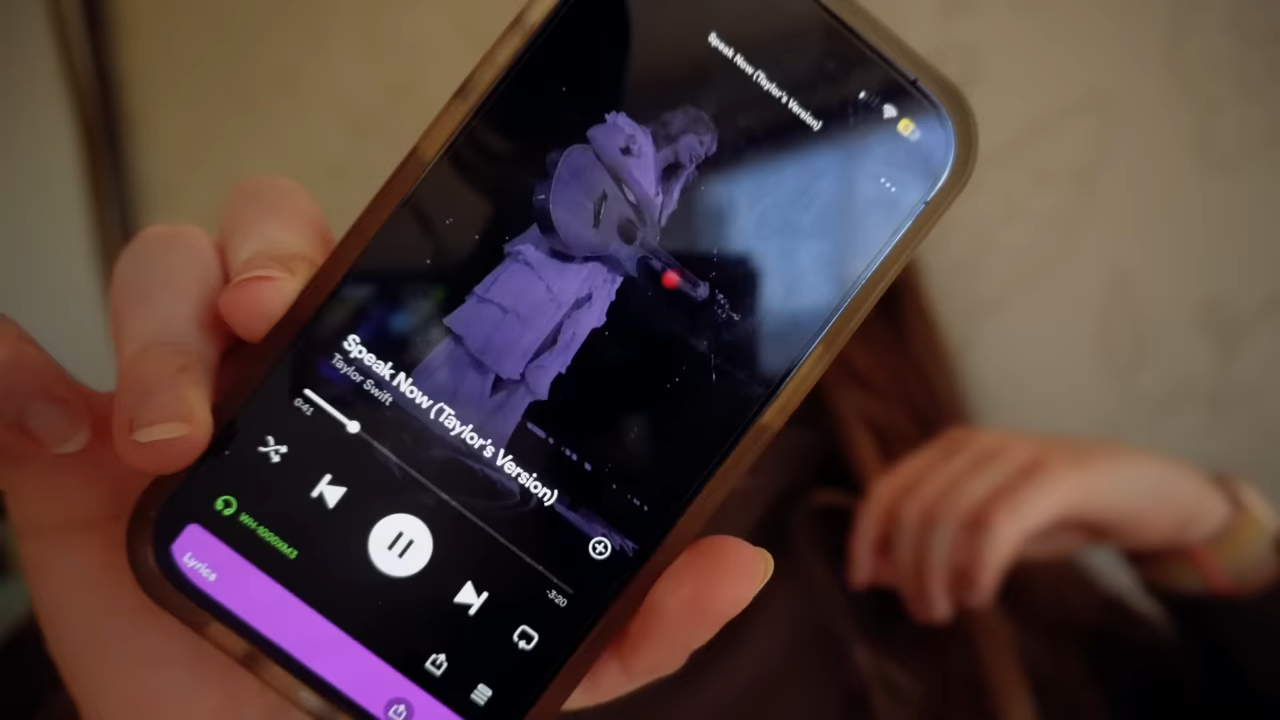 Speak Now (Taylor's Version)
Speak Now (Taylor's Version)
Taylor Swift
0:41
-3:20
WH-1000XM3
Lyrics